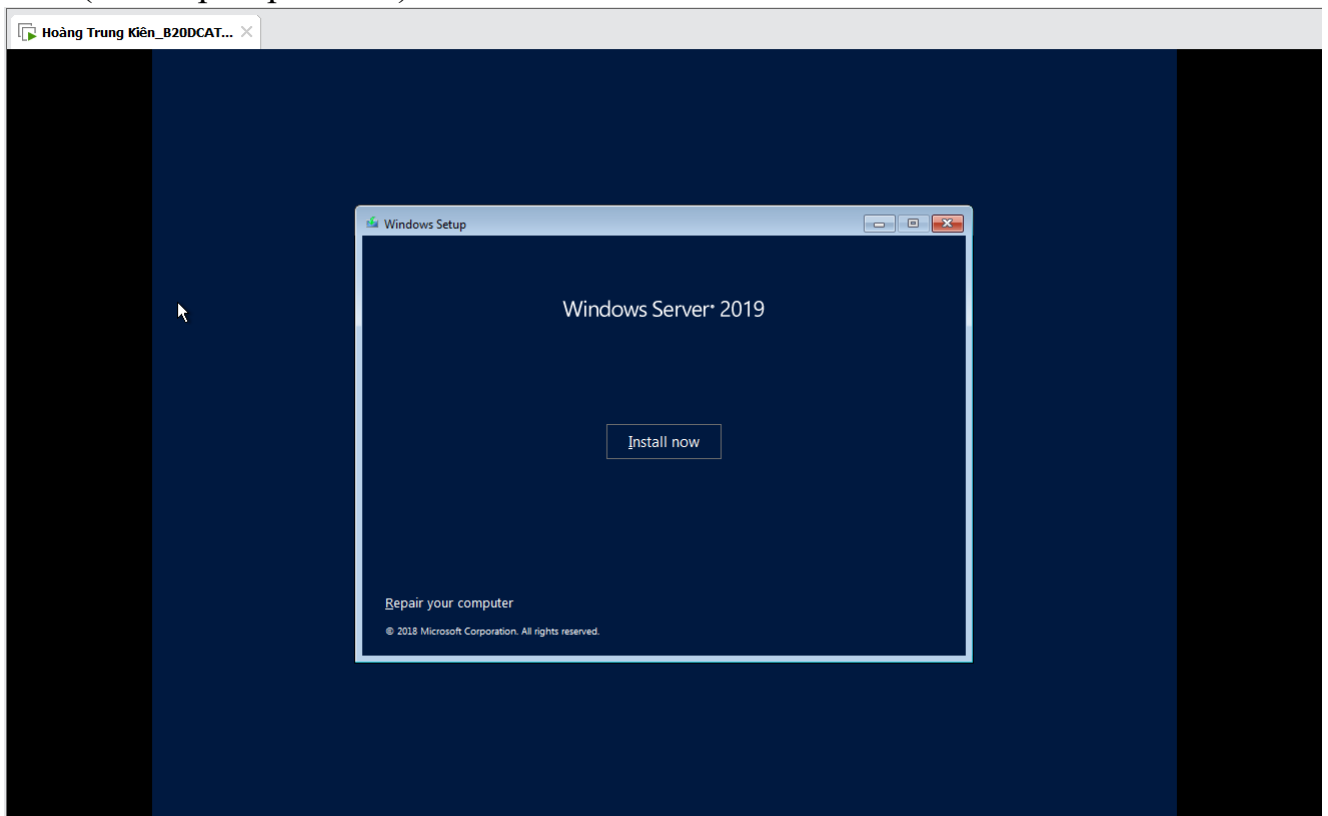 Hoàng Trung Kiên_B20DCAT...
Windows Setup
Windows Server® 2019
Install now
Repair your computer
© 2018 Microsoft Corporation. All rights reserved.